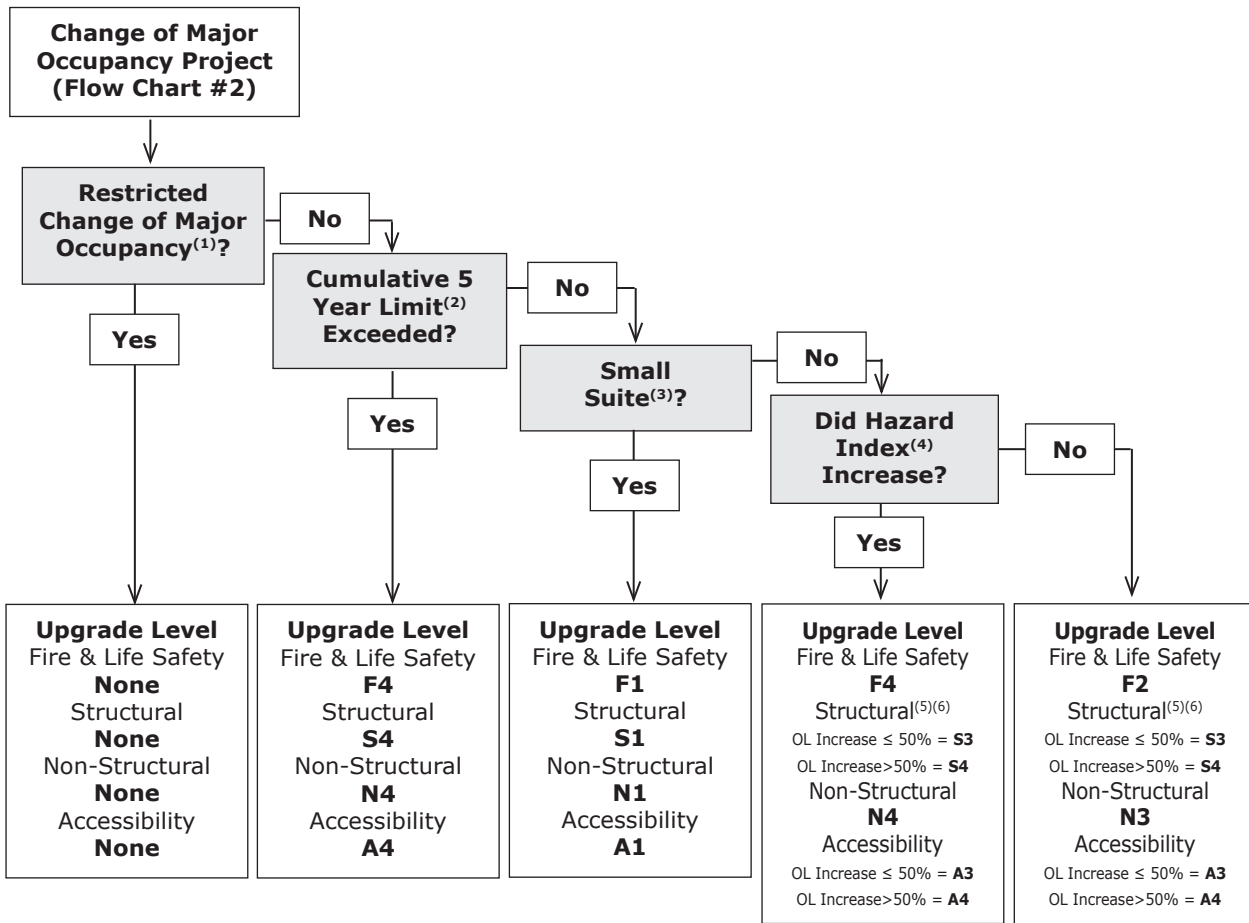 Change of Major
Occupancy Project
(Flow Chart #2)
Restricted
Change of Major
Occupancy(1)?
No
Yes
Cumulative 5
Year Limit(2)
Exceeded?
No
Yes
Small
Suite(3)?
No
Yes
Did Hazard
Index(4)
Increase?
No
Yes
Upgrade Level
Fire & Life Safety
None
Structural
None
Non-Structural
None
Accessibility
None
Upgrade Level
Fire & Life Safety
F4
Structural
S4
Non-Structural
N4
Accessibility
A4
Upgrade Level
Fire & Life Safety
F1
Structural
S1
Non-Structural
N1
Accessibility
A1
Upgrade Level
Fire & Life Safety
F4
Structural(5)(6)
OL Increase ≤ 50% = S3
OL Increase>50% = S4
Non-Structural
N4
Accessibility
OL Increase ≤ 50% = A3
OL Increase>50% = A4
Upgrade Level
Fire & Life Safety
F2
Structural(5)(6)
OL Increase ≤ 50% = S3
OL Increase>50% = S4
Non-Structural
N3
Accessibility
OL Increase ≤ 50% = A3
OL Increase>50% = A4